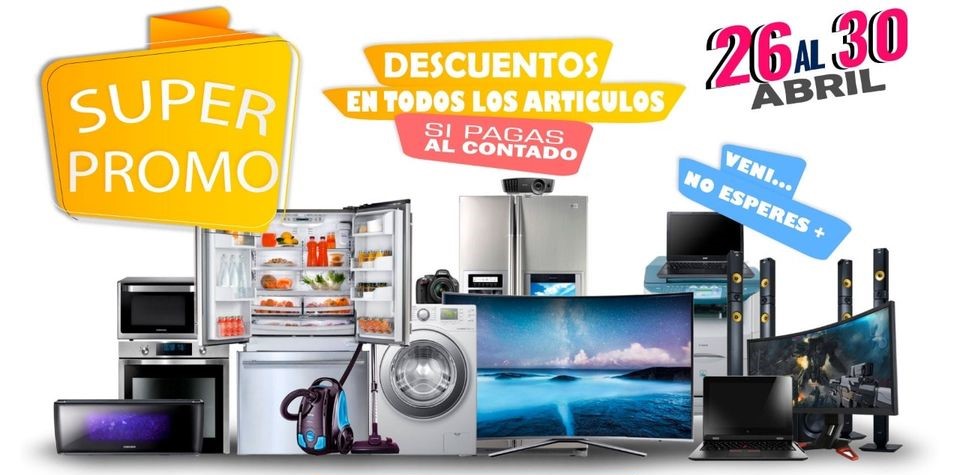 SUPER
PROMO
DESCUENTOS
EN TODOS LOS ARTICULOS
SI PAGAS
AL CONTADO
26 AL 30
ABRIL
VENI...
NO ESPERES +